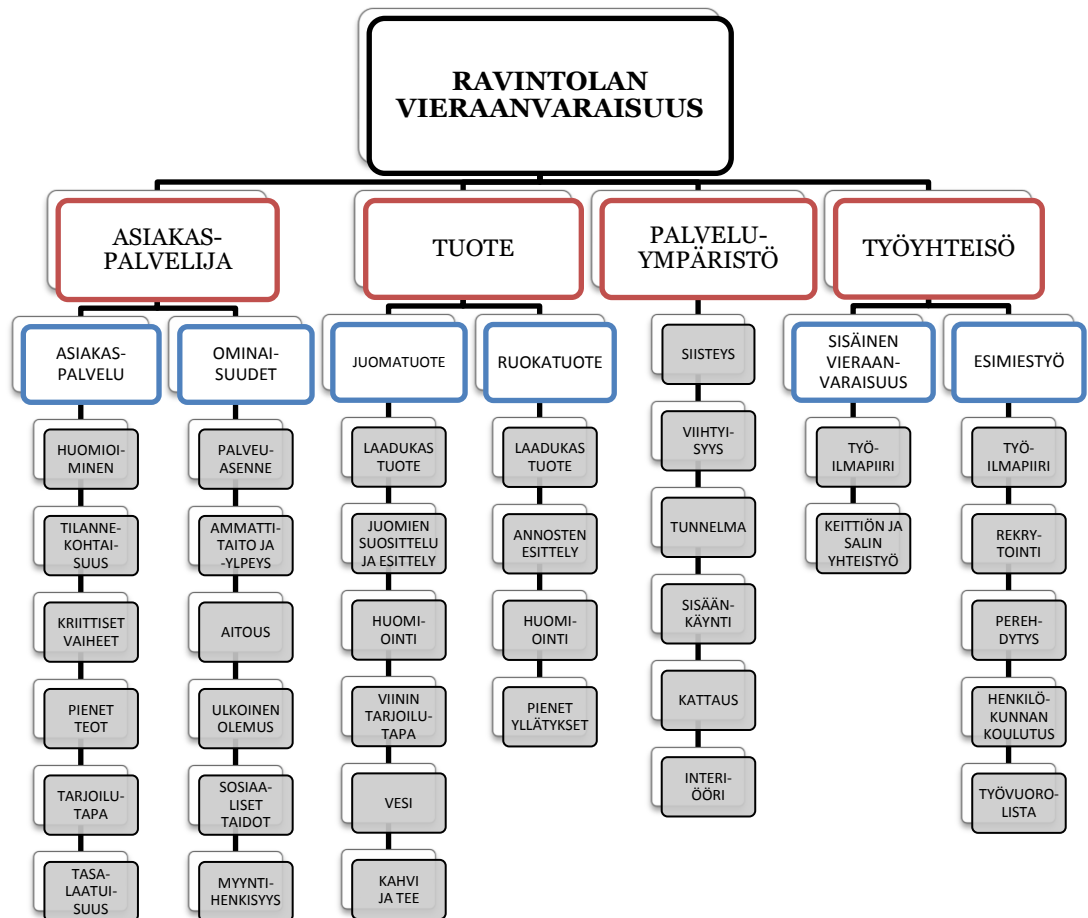 RAVINTOLAN
VIERAANVARAISUUS
ASIAKAS-
PALVELIJA
TUOTE
PALVELU-
YMPÄRISTÖ
TYÖYHTEISÖ
ASIAKAS-
PALVELU
OMINAI-
SUUDET
JUOMATUOTE
RUOKATUOTE
SISÄINEN
VIERAAN-
VARAISUUS
ESIMIESTYÖ
HUOMIOI-
MINEN
TILANNE-
KOHTAI-
SUUS
KRIITTISET
VAIHEET
PIENET
TEOT
TARJOILU-
TAPA
TASA-
LAATUI-
SUUS
PALVEU-
ASENNE
AMMATTI-
TAITO JA
-YLPEYS
AITOUS
ULKOINEN
OLEMUS
SOSIAA-
LISET
TAIDOT
MYYNTI-
HENKISYYS
LAADUKAS
TUOTE
JUOMIEN
SUOSITTELU
JA ESITTELY
HUOMI-
OINTI
VIININ
TARJOILU-
TAPA
VESI
KAHVI
JA TEE
LAADUKAS
TUOTE
ANNOSTEN
ESITTELY
HUOMI-
OINTI
PIENET
YLLÄTYKSET
SIISTEYS
VIIHTYI-
SYYS
TUNNELMA
SISÄÄN-
KÄYNTI
KATTAUS
INTERI-
ÖÖRI
TYÖ-
ILMAPIIRI
KEITTIÖN JA
SALIN
YHTEISTYÖ
TYÖ-
ILMAPIIRI
REKRY-
TOINTI
PEREH-
DYTYS
HENKILÖ-
KUNNAN
KOULUTUS
TYÖVUORO-
LISTA